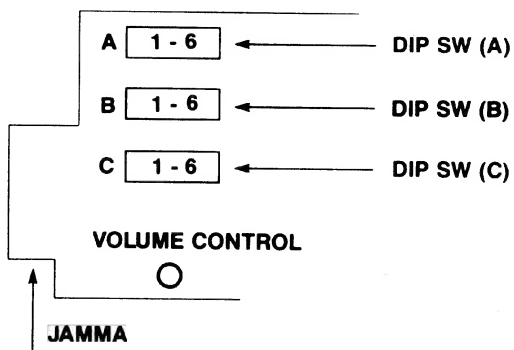 A 1 - 6 DIP SW (A)
B 1 - 6 DIP SW (B)
C 1 - 6 DIP SW (C)
VOLUME CONTROL
JAMMA